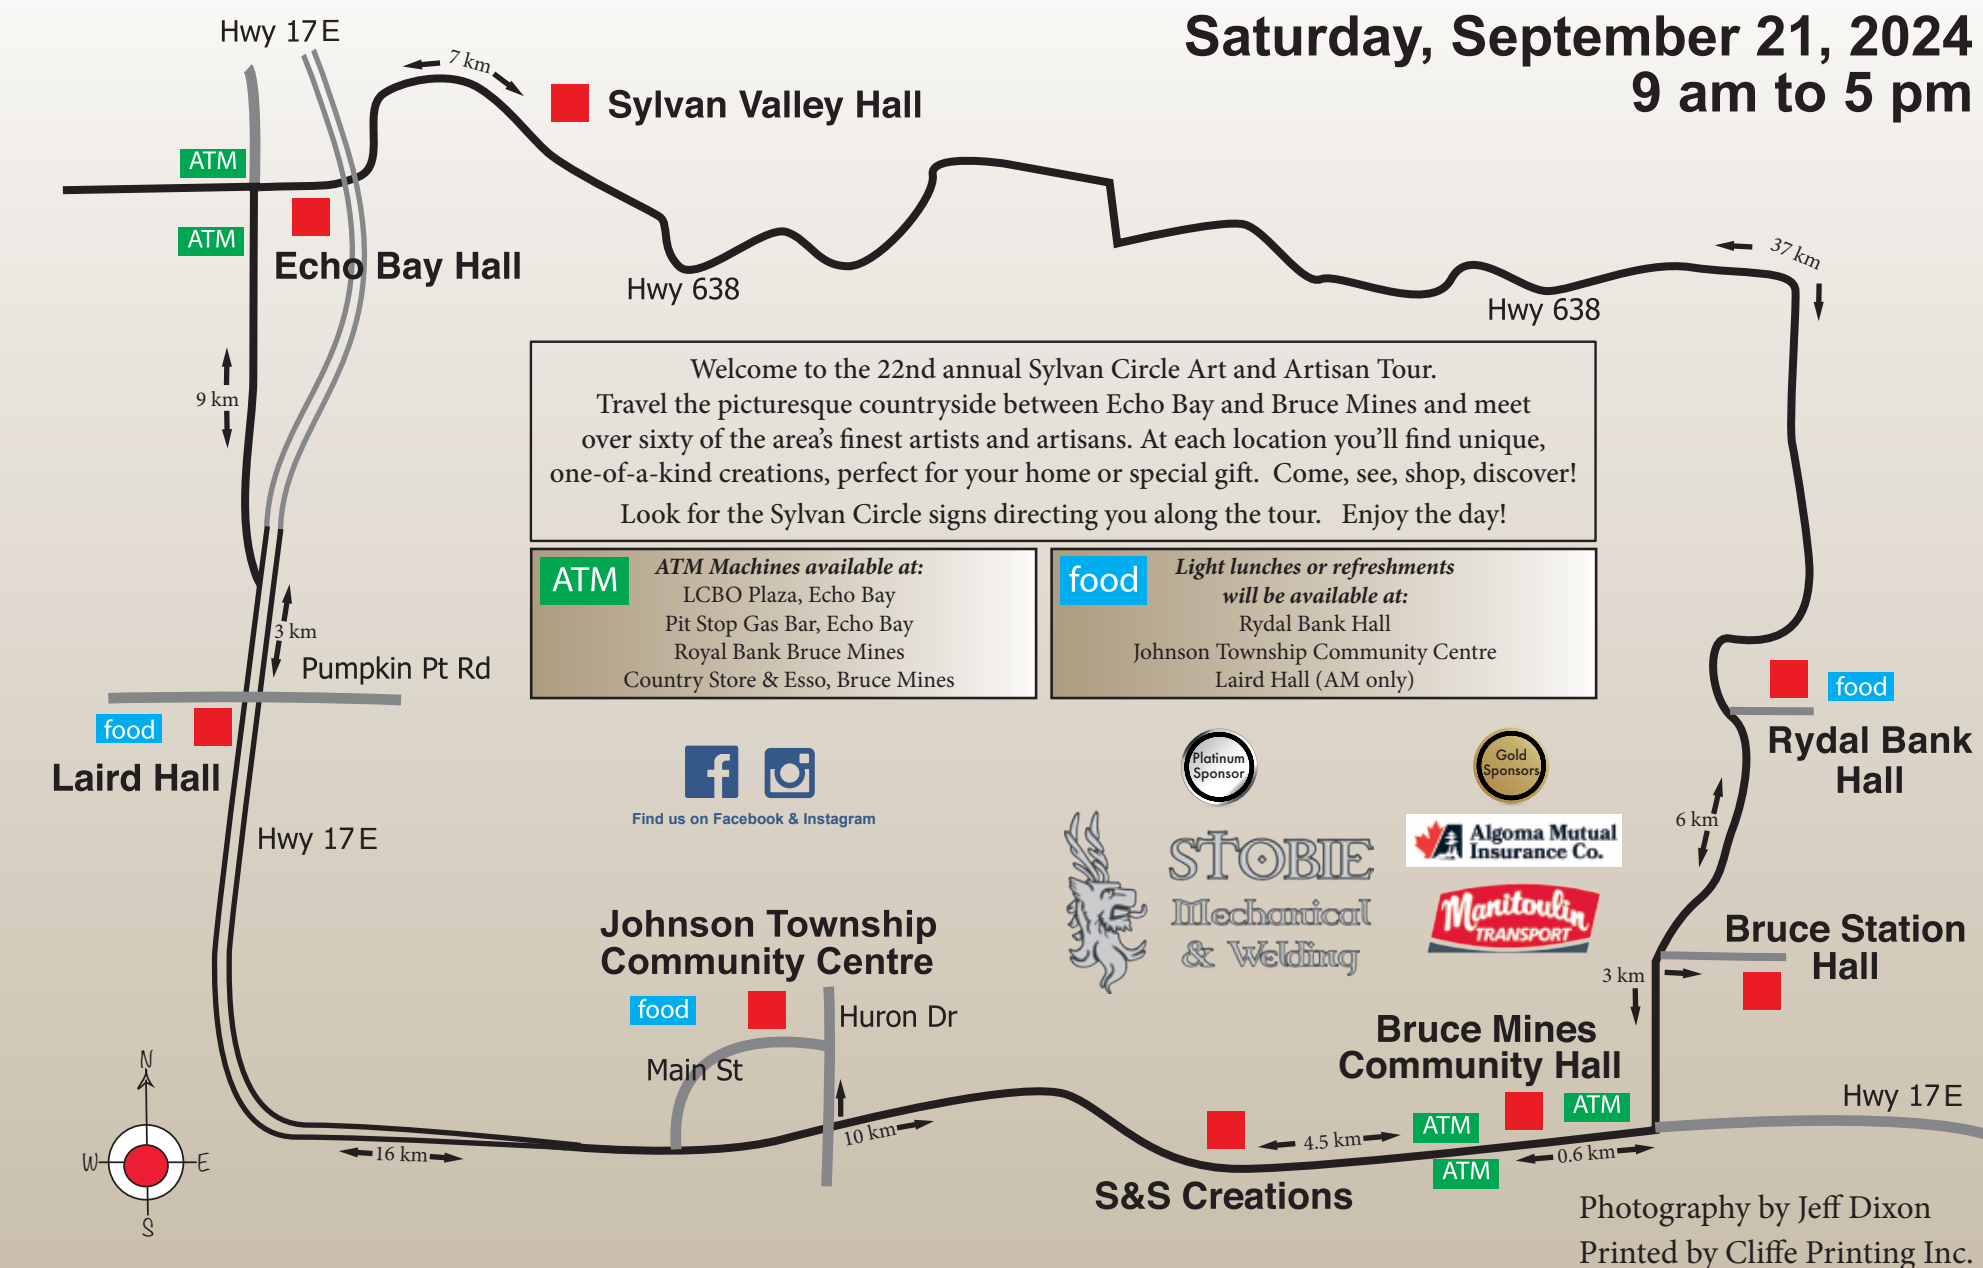 Saturday, September 21, 2024
9 am to 5 pm
Hwy 17 E
7 km
Sylvan Valley Hall
ATM
ATM
Echo Bay Hall
Hwy 638
37 km
Hwy 638
9 km
Welcome to the 22nd annual Sylvan Circle Art and Artisan Tour.
Travel the picturesque countryside between Echo Bay and Bruce Mines and meet
over sixty of the area’s finest artists and artisans. At each location you’ll find unique,
one-of-a-kind creations, perfect for your home or special gift. Come, see, shop, discover!
Look for the Sylvan Circle signs directing you along the tour. Enjoy the day!
ATM
ATM Machines available at:
LCBO Plaza, Echo Bay
Pit Stop Gas Bar, Echo Bay
Royal Bank Bruce Mines
Country Store & Esso, Bruce Mines
food
Light lunches or refreshments
will be available at:
Rydal Bank Hall
Johnson Township Community Centre
Laird Hall (AM only)
3 km
Pumpkin Pt Rd
food
Laird Hall
Hwy 17 E
food
Rydal Bank
Hall
Find us on Facebook & Instagram
Platinum
Sponsor
Gold
Sponsors
STOBIE
Mechanical
& Welding
Algoma Mutual
Insurance Co.
Manitoulin
TRANSPORT
6 km
Johnson Township
Community Centre
food
Huron Dr
Main St
Bruce Station
Hall
3 km
Bruce Mines
Community Hall
Hwy 17 E
ATM
ATM
ATM
10 km
16 km
4.5 km
0.6 km
S&S Creations
N
W
E
S
Photography by Jeff Dixon
Printed by Cliffe Printing Inc.